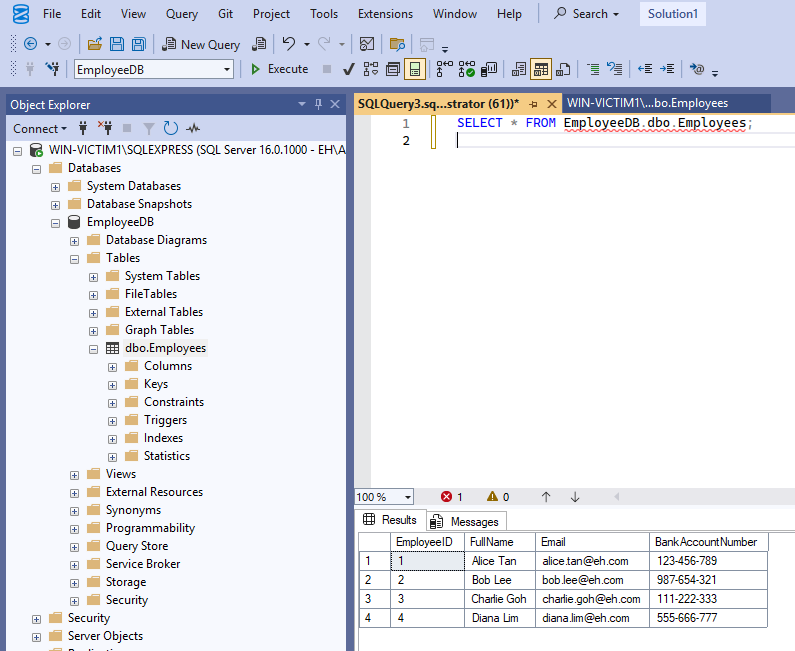 File Edit View Query Git Project Tools Extensions Window Help Search Solution1
New Query
EmployeeDB Execute
Object Explorer
Connect
WIN-VICTIM1\SQLEXPRESS (SQL Server 16.0.1000 - EH\A
Databases
System Databases
Database Snapshots
EmployeeDB
Database Diagrams
Tables
System Tables
FileTables
External Tables
Graph Tables
dbo.Employees
Columns
Keys
Constraints
Triggers
Indexes
Statistics
Views
External Resources
Synonyms
Programmability
Query Store
Service Broker
Storage
Security
Security
Server Objects
SQLQuery3.sq...strator (61))* WIN-VICTIM1\...bo.Employees
1 SELECT * FROM EmployeeDB.dbo.Employees;
2
100 % 1 0
Results Messages
EmployeeID FullName Email BankAccountNumber
1 1 Alice Tan alice.tan@eh.com 123-456-789
2 2 Bob Lee bob.lee@eh.com 987-654-321
3 3 Charlie Goh charlie.goh@eh.com 111-222-333
4 4 Diana Lim diana.lim@eh.com 555-666-777